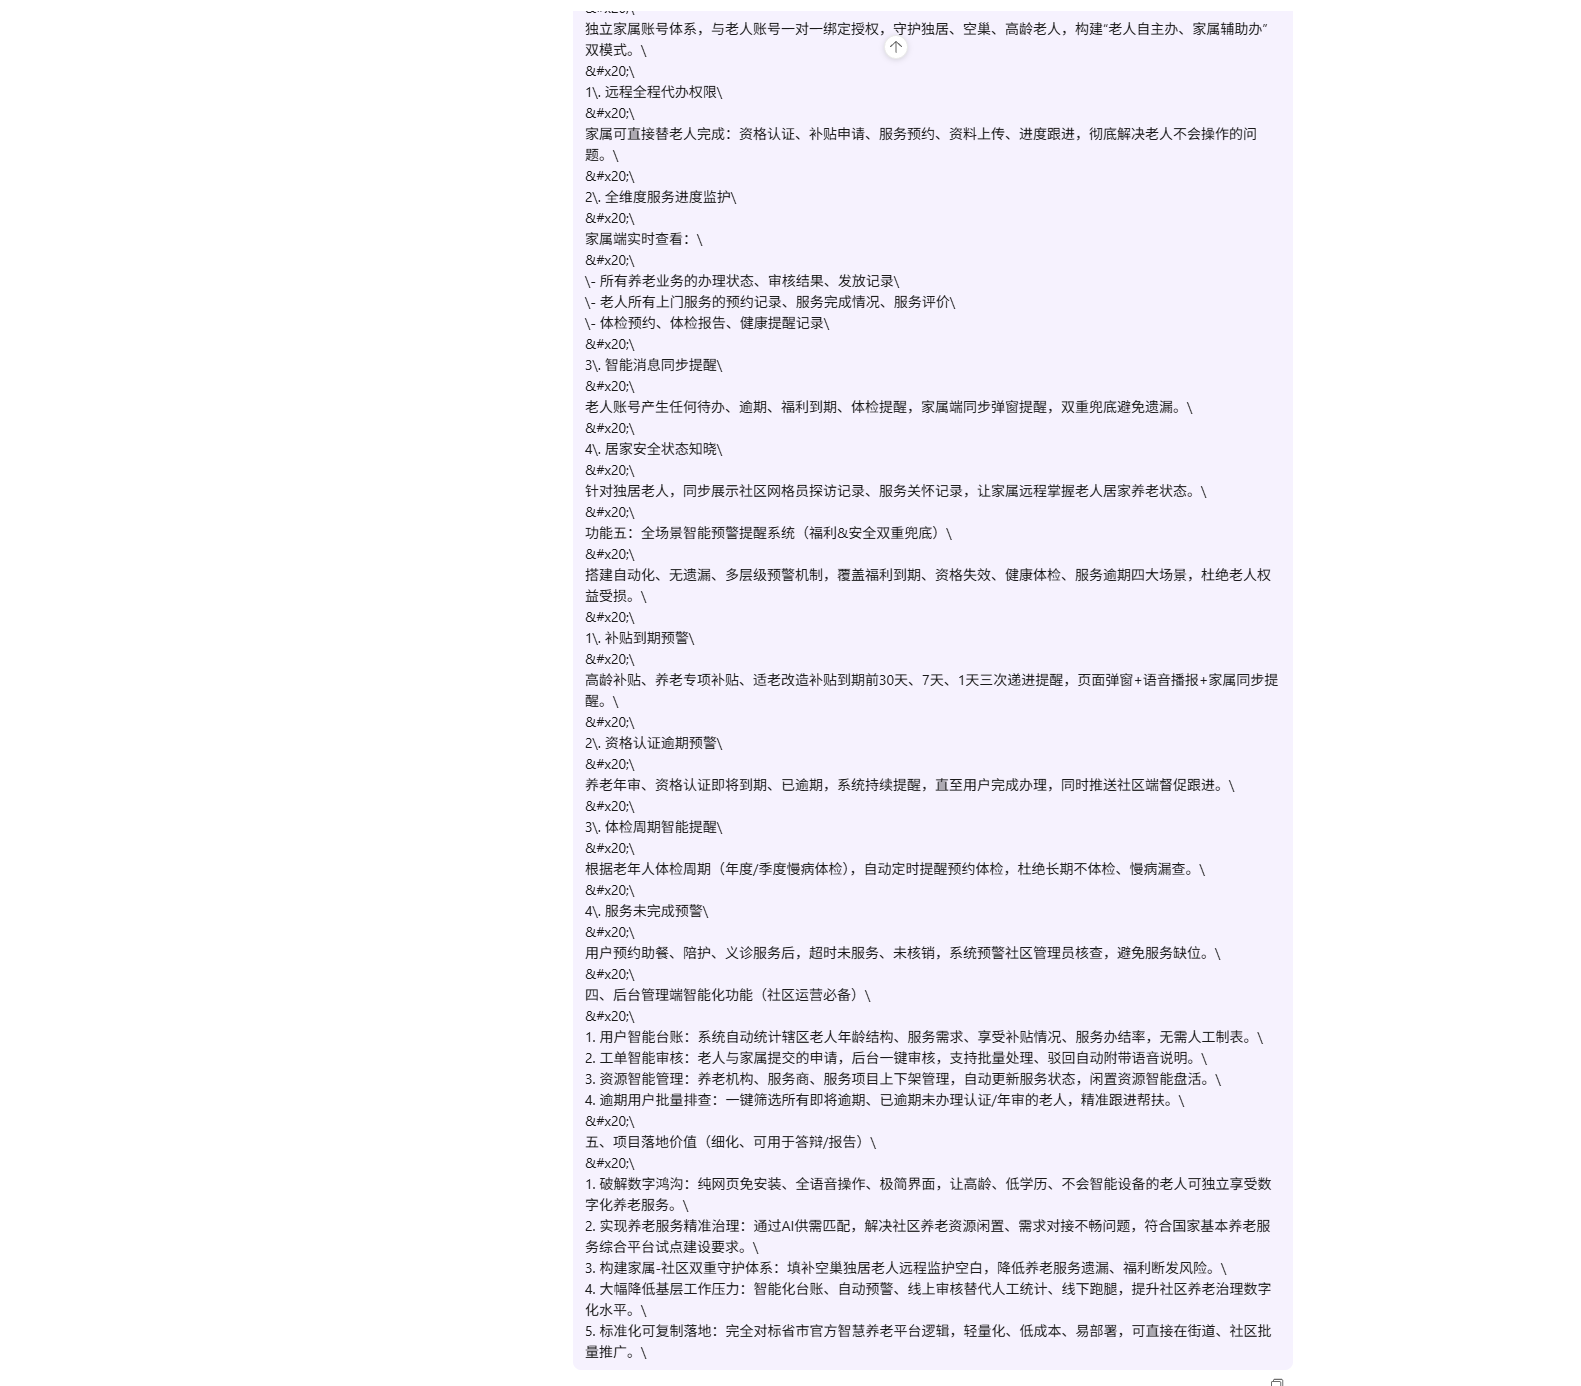 独立家属账号体系，与老人账号一对一绑定授权，守护独居、空巢、高龄老人，构建“老人自主办、家属辅助办”
双模式。\
&#x20;\
1\. 远程全程代办权限\
&#x20;\
家属可直接替老人完成：资格认证、补贴申请、服务预约、资料上传、进度跟进，彻底解决老人不会操作的问
题。\
&#x20;\
2\. 全维度服务进度监护\
&#x20;\
家属端实时查看：\
&#x20;\
\- 所有养老业务的办理状态、审核结果、发放记录\
\- 老人所有上门服务的预约记录、服务完成情况、服务评价\
\- 体检预约、体检报告、健康提醒记录\
&#x20;\
3\. 智能消息同步提醒\
&#x20;\
老人账号产生任何待办、逾期、福利到期、体检提醒，家属端同步弹窗提醒，双重兜底避免遗漏。\
&#x20;\
4\. 居家安全状态知晓\
&#x20;\
针对独居老人，同步展示社区网格员探访记录、服务关怀记录，让家属远程掌握老人居家养老状态。\
&#x20;\
功能五：全场景智能预警提醒系统（福利&安全双重兜底）\
&#x20;\
搭建自动化、无遗漏、多层级预警机制，覆盖福利到期、资格失效、健康体检、服务逾期四大场景，杜绝老人权
益受损。\
&#x20;\
1\. 补贴到期预警\
&#x20;\
高龄补贴、养老专项补贴、适老改造补贴到期前30天、7天、1天三次递进提醒，页面弹窗+语音播报+家属同步提
醒。\
&#x20;\
2\. 资格认证逾期预警\
&#x20;\
养老年审、资格认证即将到期、已逾期，系统持续提醒，直至用户完成办理，同时推送社区端督促跟进。\
&#x20;\
3\. 体检周期智能提醒\
&#x20;\
根据老年人体检周期（年度/季度慢病体检），自动定时提醒预约体检，杜绝长期不体检、慢病漏查。\
&#x20;\
4\. 服务未完成预警\
&#x20;\
用户预约助餐、陪护、义诊服务后，超时未服务、未核销，系统预警社区管理员核查，避免服务缺位。\
&#x20;\
四、后台管理端智能化功能（社区运营必备）\
&#x20;\
1. 用户智能台账：系统自动统计辖区老人年龄结构、服务需求、享受补贴情况、服务办结率，无需人工制表。\
2. 工单智能审核：老人与家属提交的申请，后台一键审核，支持批量处理、驳回自动附带语音说明。\
3. 资源智能管理：养老机构、服务商、服务项目上下架管理，自动更新服务状态，闲置资源智能盘活。\
4. 逾期用户批量排查：一键筛选所有即将逾期、已逾期未办理认证/年审的老人，精准跟进帮扶。\
&#x20;\
五、项目落地价值（细化、可用于答辩/报告）\
&#x20;\
1. 破解数字鸿沟：纯网页免安装、全语音操作、极简界面，让高龄、低学历、不会智能设备的老人可独立享受数
字化养老服务。\
2. 实现养老服务精准治理：通过AI供需匹配，解决社区养老资源闲置、需求对接不畅问题，符合国家基本养老服
务综合平台试点建设要求。\
3. 构建家属-社区双重守护体系：填补空巢独居老人远程监护空白，降低养老服务遗漏、福利断发风险。\
4. 大幅降低基层工作压力：智能化台账、自动预警、线上审核替代人工统计、线下跑腿，提升社区养老治理数字
化水平。\
5. 标准化可复制落地：完全对标省市官方智慧养老平台逻辑，轻量化、低成本、易部署，可直接在街道、社区批
量推广。\